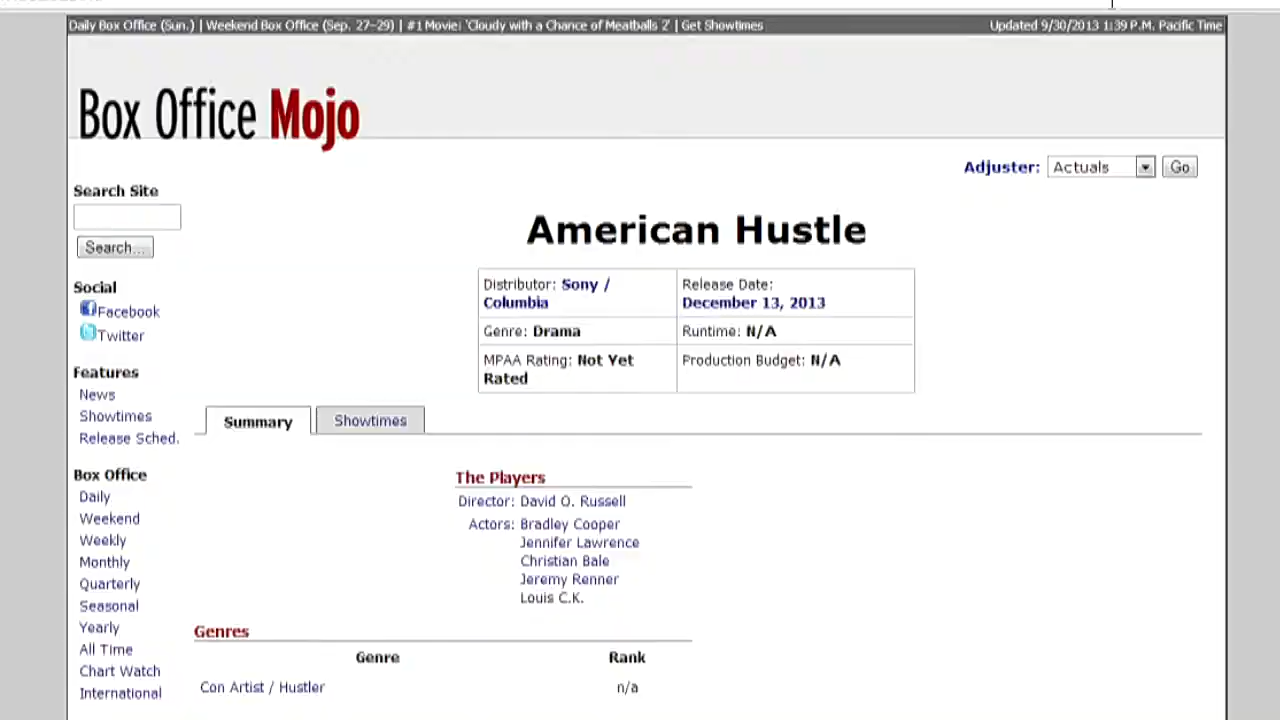 Daily Box Office (Sun.) | Weekend Box Office (Sep. 27–29) | #1 Movie: 'Cloudy with a Chance of Meatballs 2' | Get Showtimes
Updated 9/30/2013 1:39 P.M. Pacific Time
Box Office Mojo
Adjuster: Actuals Go
Search Site
Search...
Social
Facebook
Twitter
Features
News
Showtimes
Release Sched.
Box Office
Daily
Weekend
Weekly
Monthly
Quarterly
Seasonal
Yearly
All Time
Chart Watch
International
American Hustle
Distributor: Sony /
Columbia
Release Date:
December 13, 2013
Genre: Drama
Runtime: N/A
MPAA Rating: Not Yet
Rated
Production Budget: N/A
Summary
Showtimes
The Players
Director: David O. Russell
Actors: Bradley Cooper
Jennifer Lawrence
Christian Bale
Jeremy Renner
Louis C.K.
Genres
Genre Rank
Con Artist / Hustler n/a